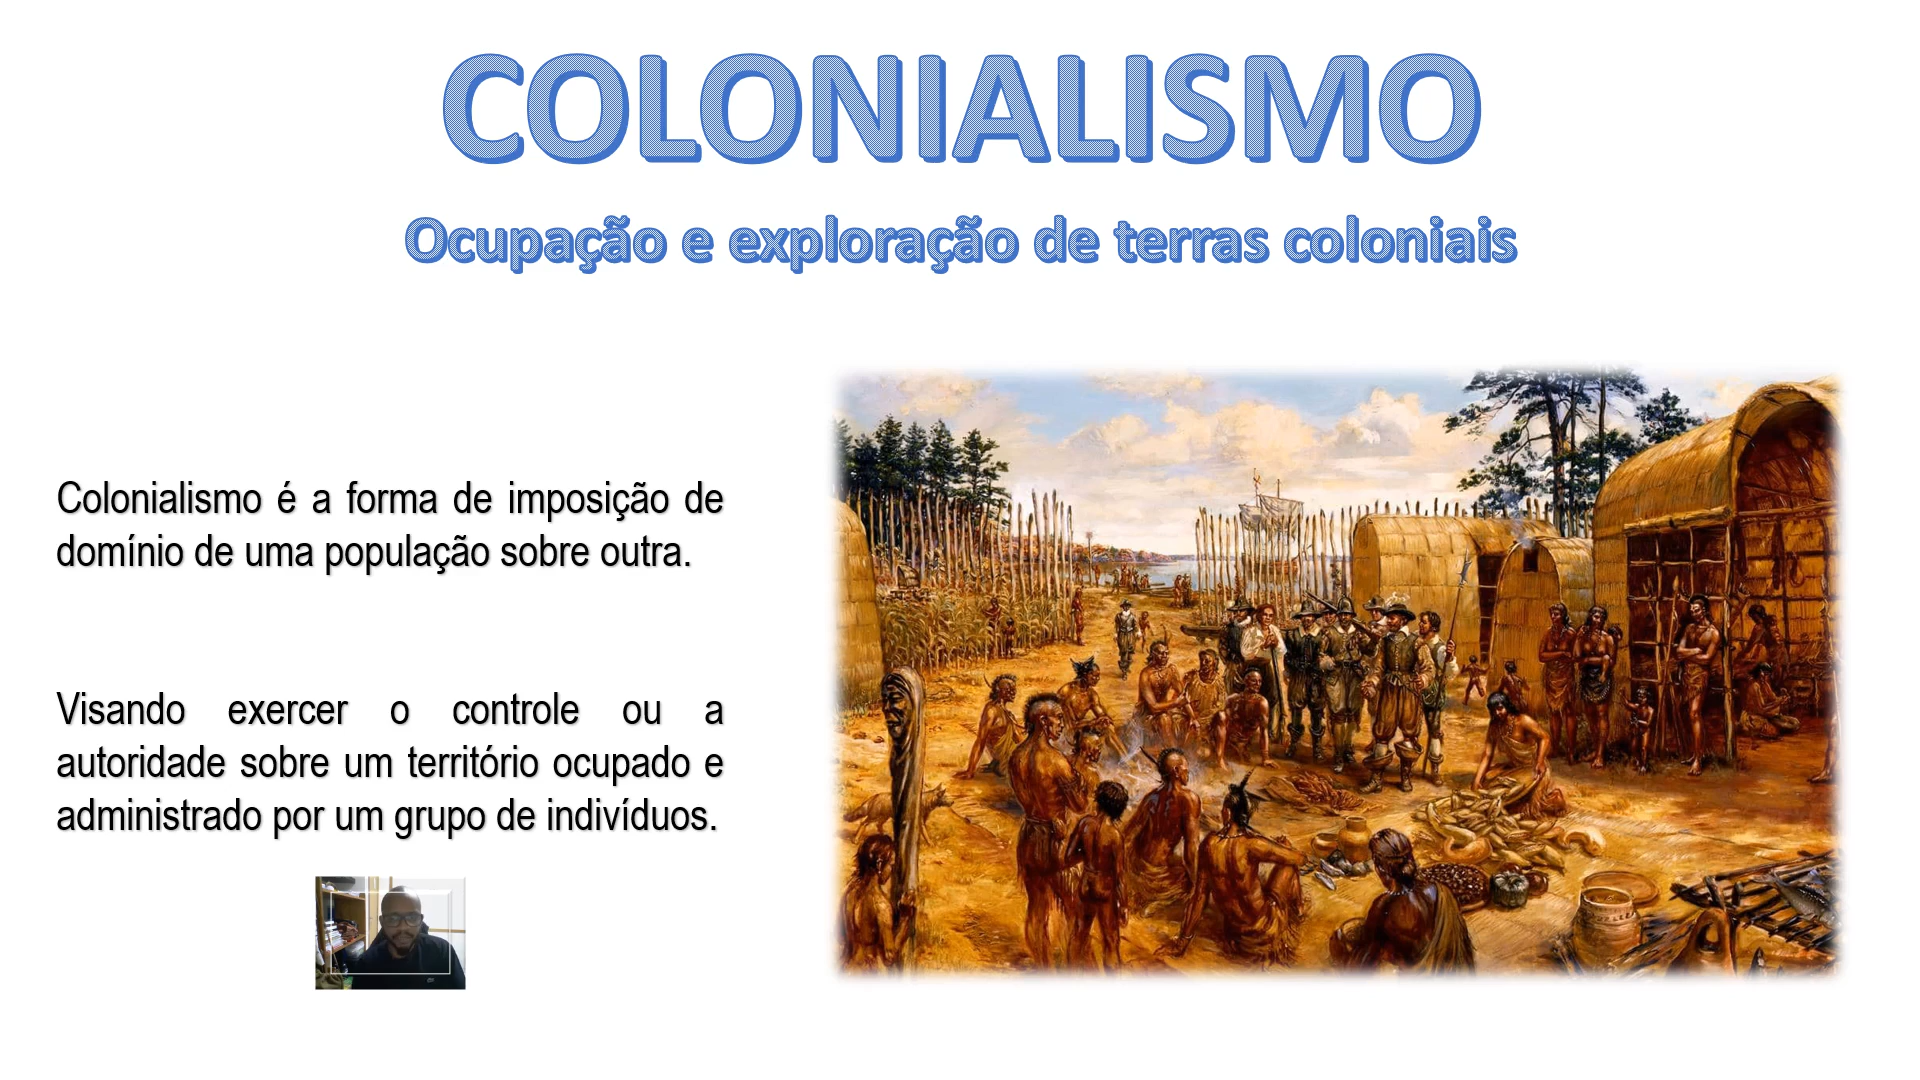 COLONIALISMO
Ocupação e exploração de terras coloniais
Colonialismo é a forma de imposição de
domínio de uma população sobre outra.
Visando exercer o controle ou a
autoridade sobre um território ocupado e
administrado por um grupo de indivíduos.